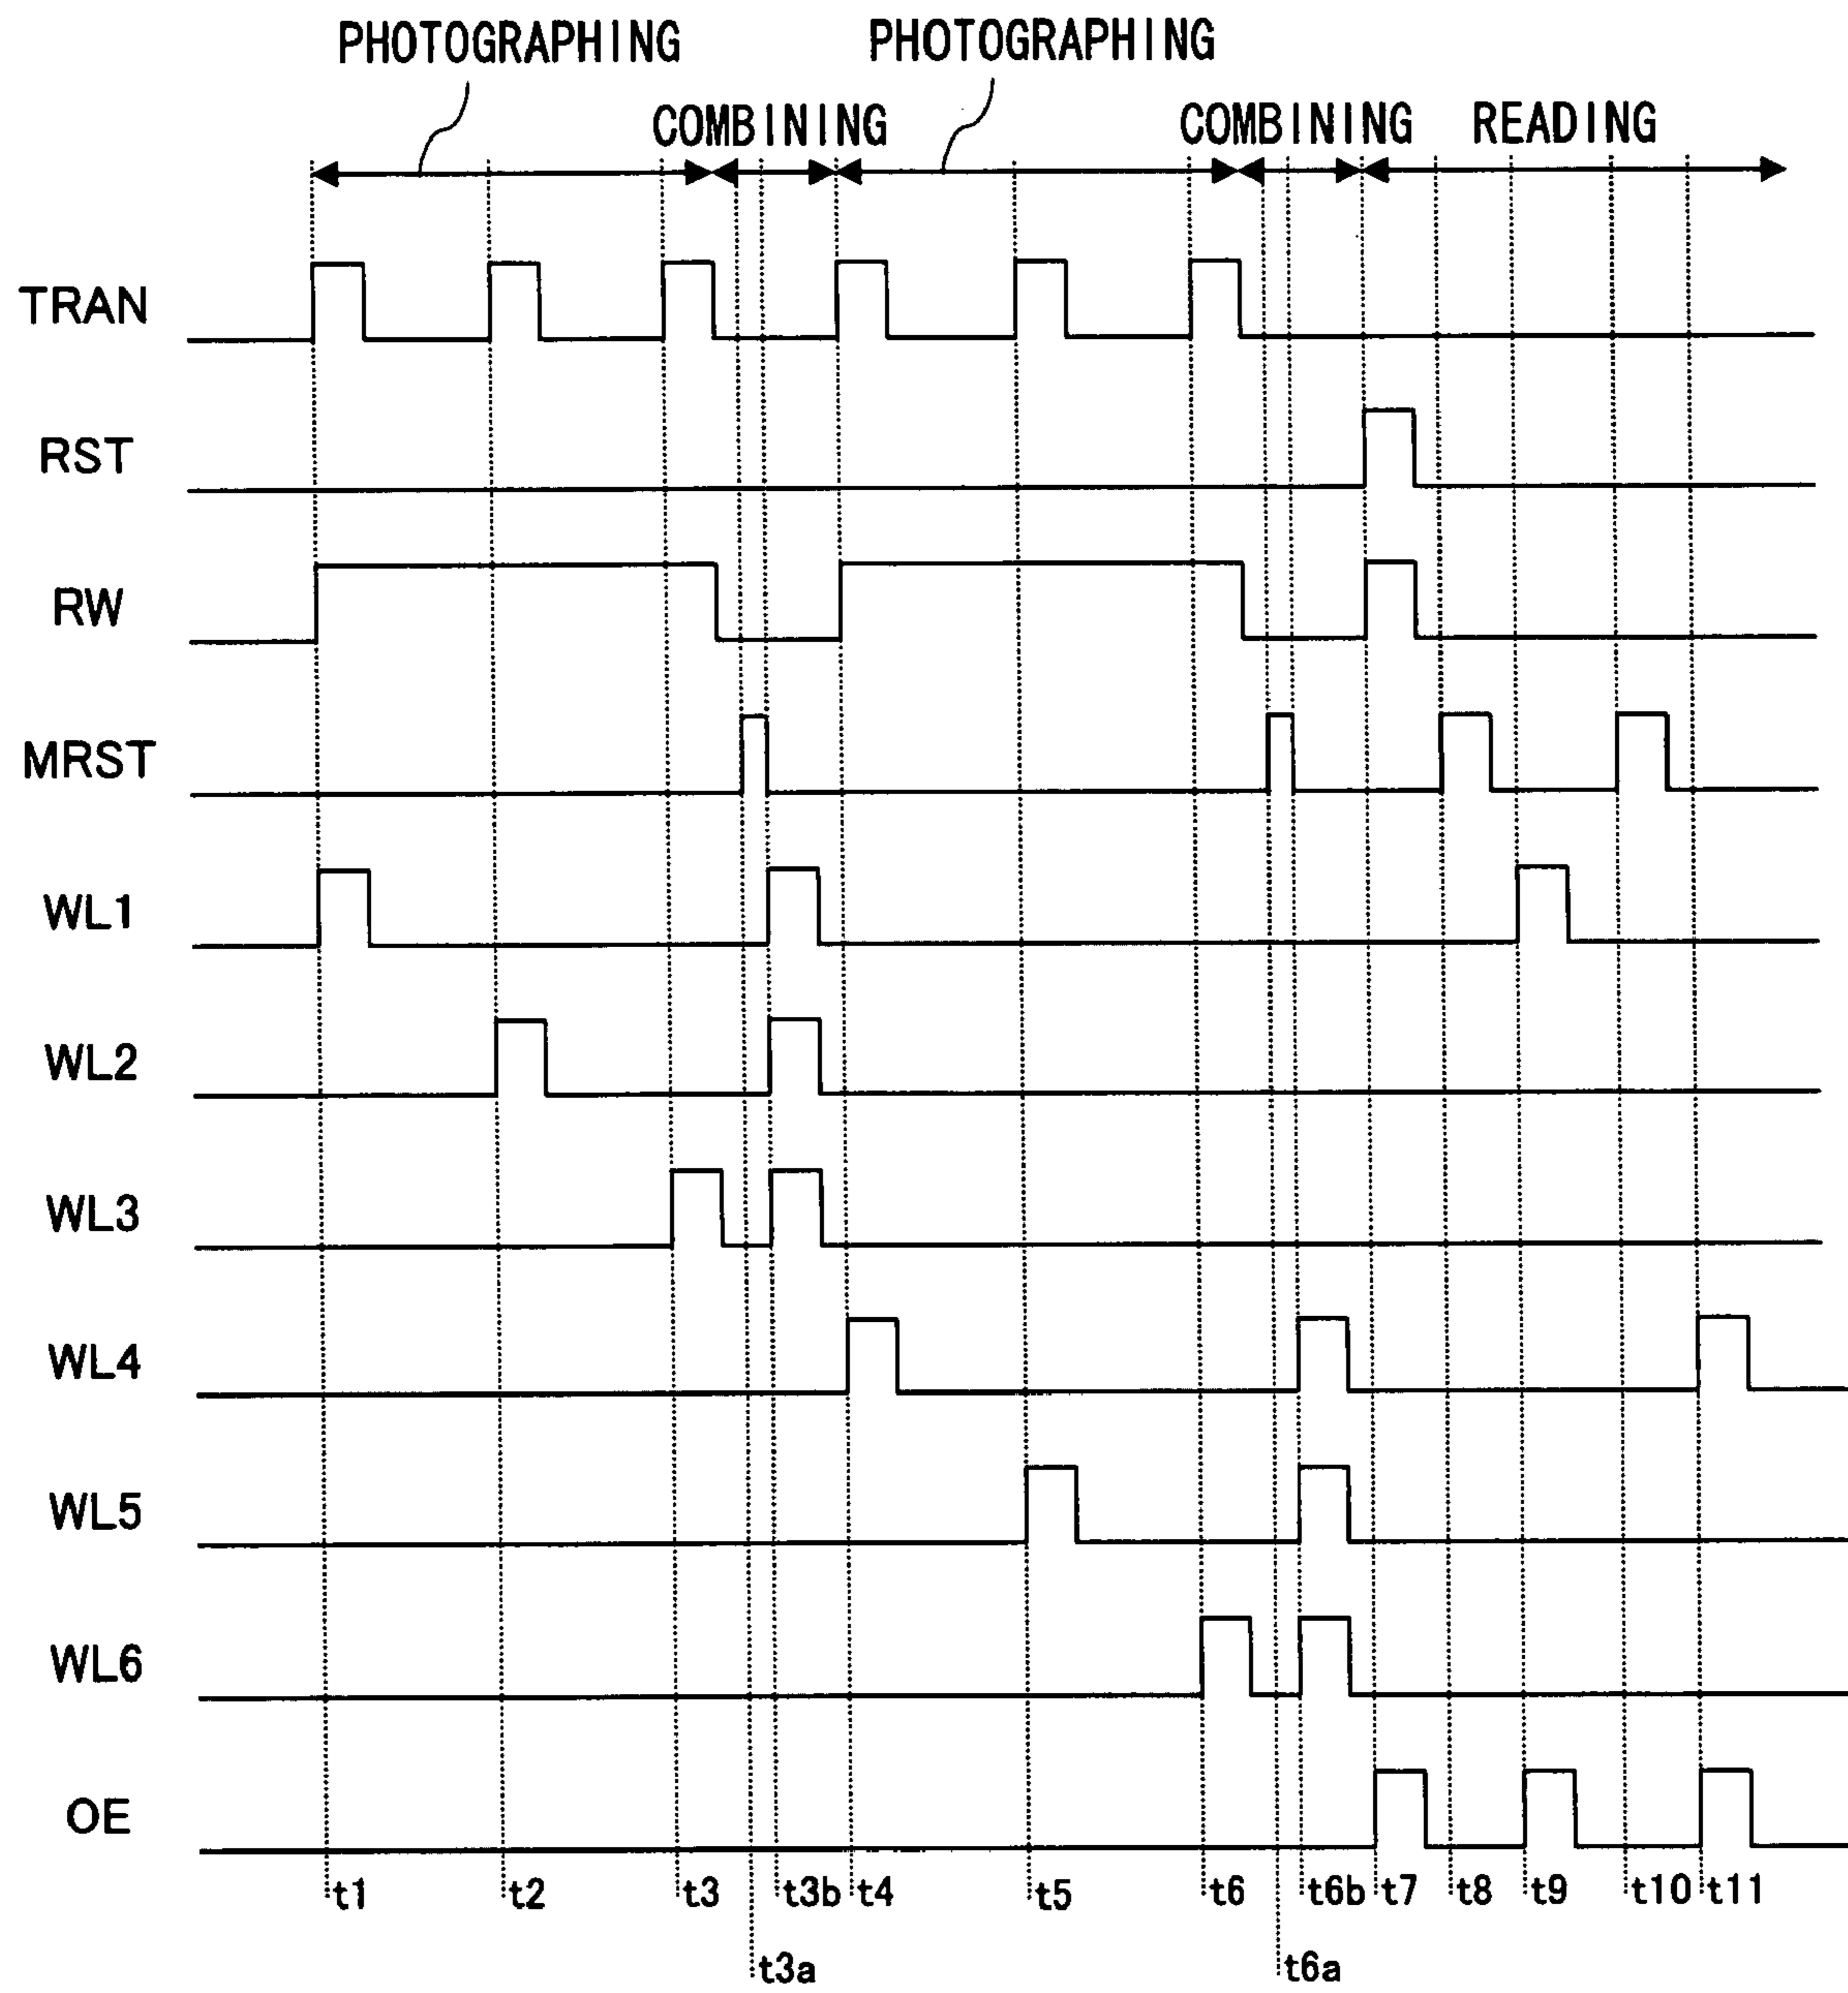 PHOTOGRAPHING PHOTOGRAPHING
COMBINING COMBINING READING
TRAN
RST
RW
MRST
WL1
WL2
WL3
WL4
WL5
WL6
OE
t1 t2 t3 t3b t4 t5 t6 t6b t7 t8 t9 t10 t11
t3a t6a